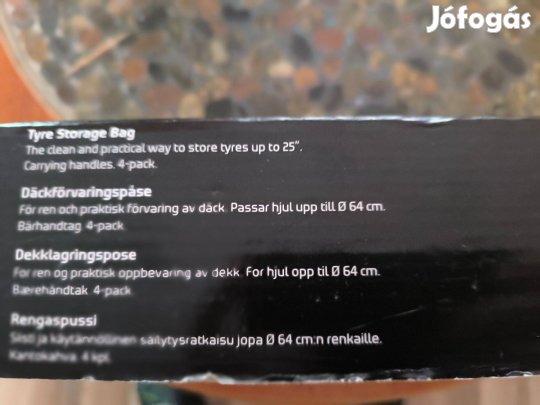 Jófogás
Tyre Storage Bag
The clean and practical way to store tyres up to 25”.
Carrying handles. 4-pack.
Däckförvaringspåse
För ren och praktisk förvaring av däck. Passar hjul upp till Ø 64 cm.
Bärhandtag. 4-pack.
Dekklagringspose
For ren og praktisk oppbevaring av dekk. For hjul opp til Ø 64 cm.
Bærehåndtak. 4-pack.
Rengaspussi
Siisti ja käytännöllinen säilytysratkaisu jopa Ø 64 cm:n renkaille.
Kantokahva. 4 kpl.